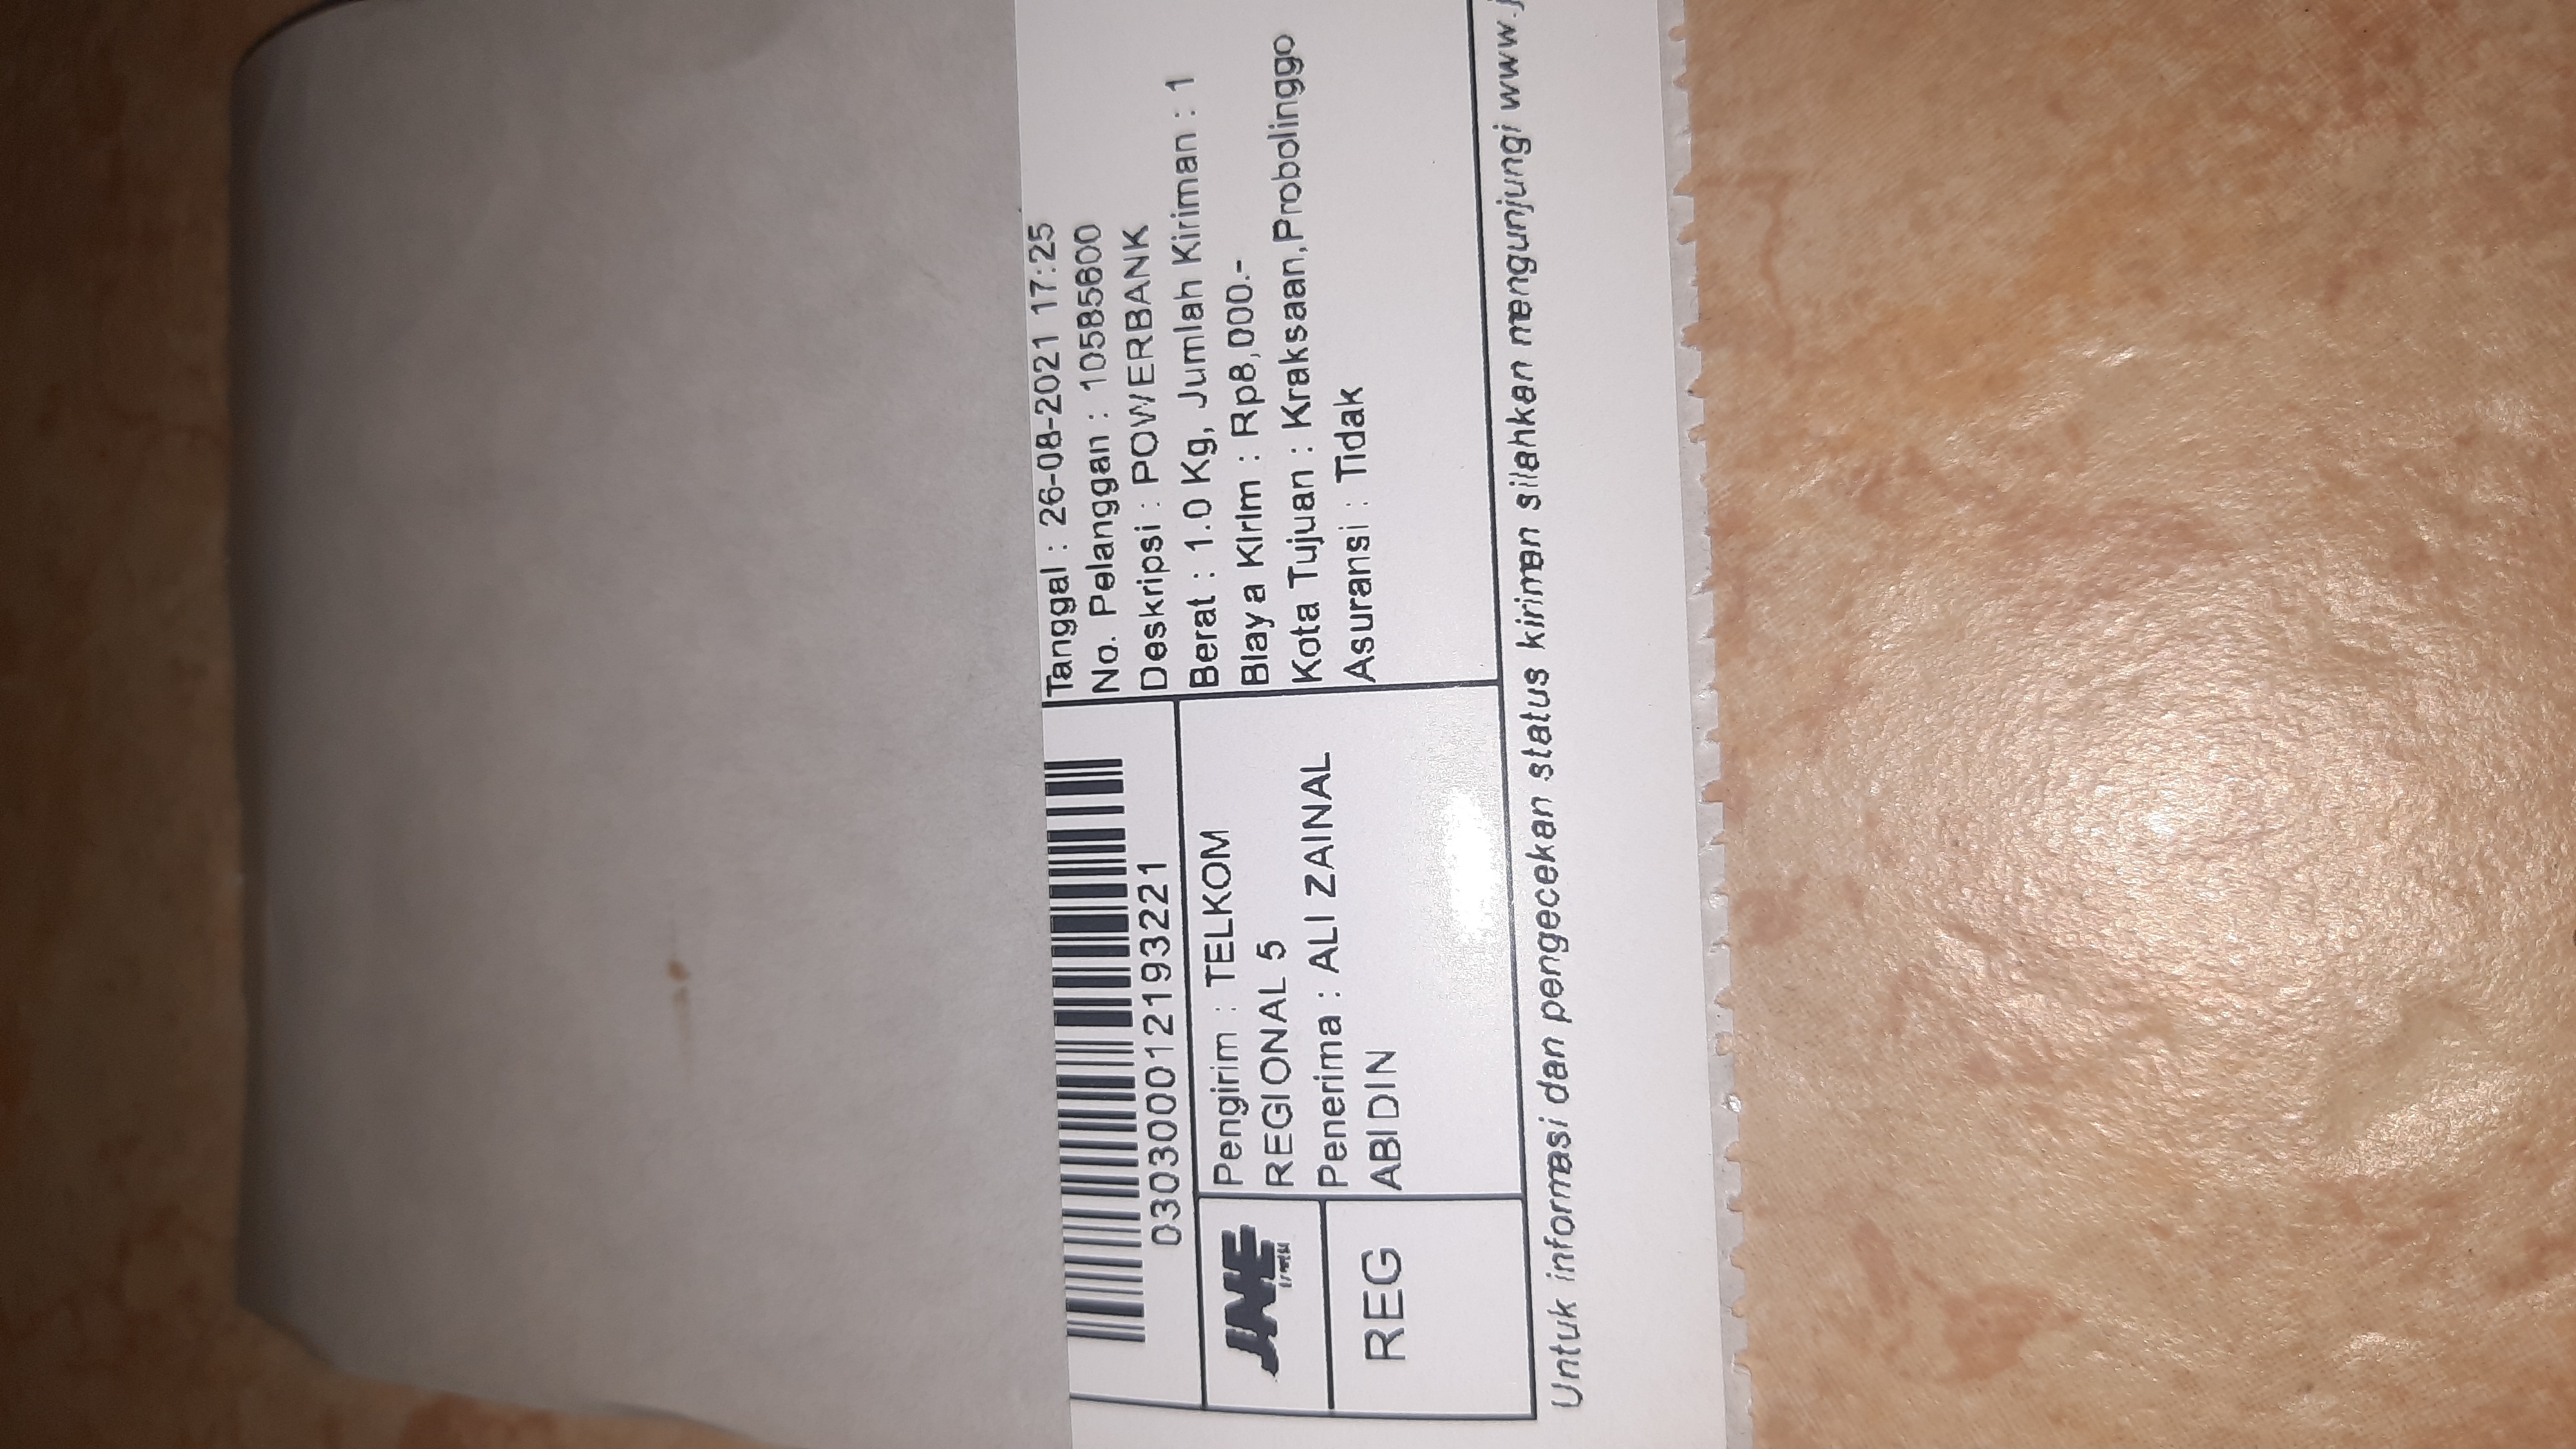 030300012193221
JNE
REG
Pengirim : TELKOM
REGIONAL 5
Penerima : ALI ZAINAL
ABIDIN
Tanggal : 26-08-2021 17:25
No. Pelanggan : 10585600
Deskripsi : POWERBANK
Berat : 1.0 Kg, Jumlah Kiriman : 1
Biaya Kirim : Rp8,000.-
Kota Tujuan : Kraksaan,Probolinggo
Asuransi : Tidak
Untuk informasi dan pengecekan status kiriman silahkan mengunjungi www.j